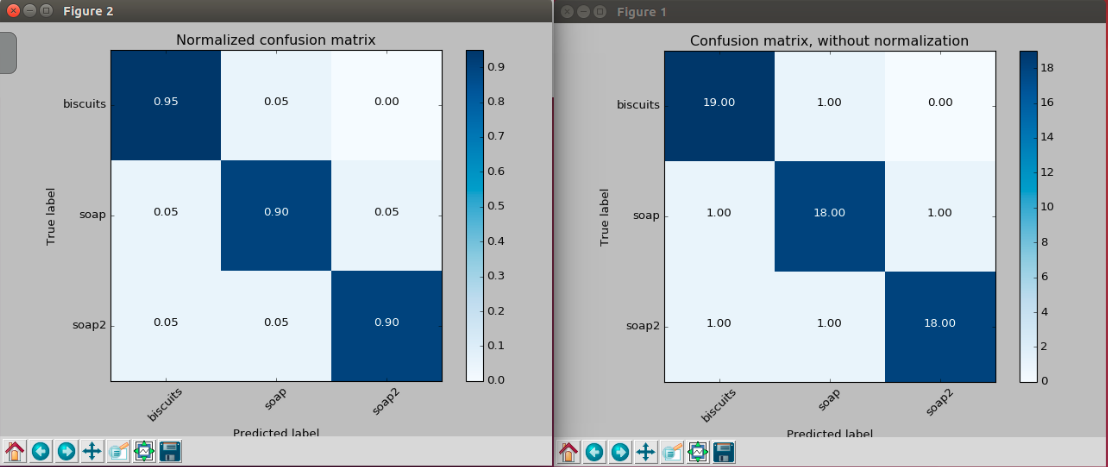 Figure 2
Normalized confusion matrix
biscuits 0.95 0.05 0.00
soap 0.05 0.90 0.05
soap2 0.05 0.05 0.90
True label
biscuits soap soap2
Predicted label
0.9
0.8
0.7
0.6
0.5
0.4
0.3
0.2
0.1
0.0
Figure 1
Confusion matrix, without normalization
biscuits 19.00 1.00 0.00
soap 1.00 18.00 1.00
soap2 1.00 1.00 18.00
True label
biscuits soap soap2
Predicted label
18
16
14
12
10
8
6
4
2
0